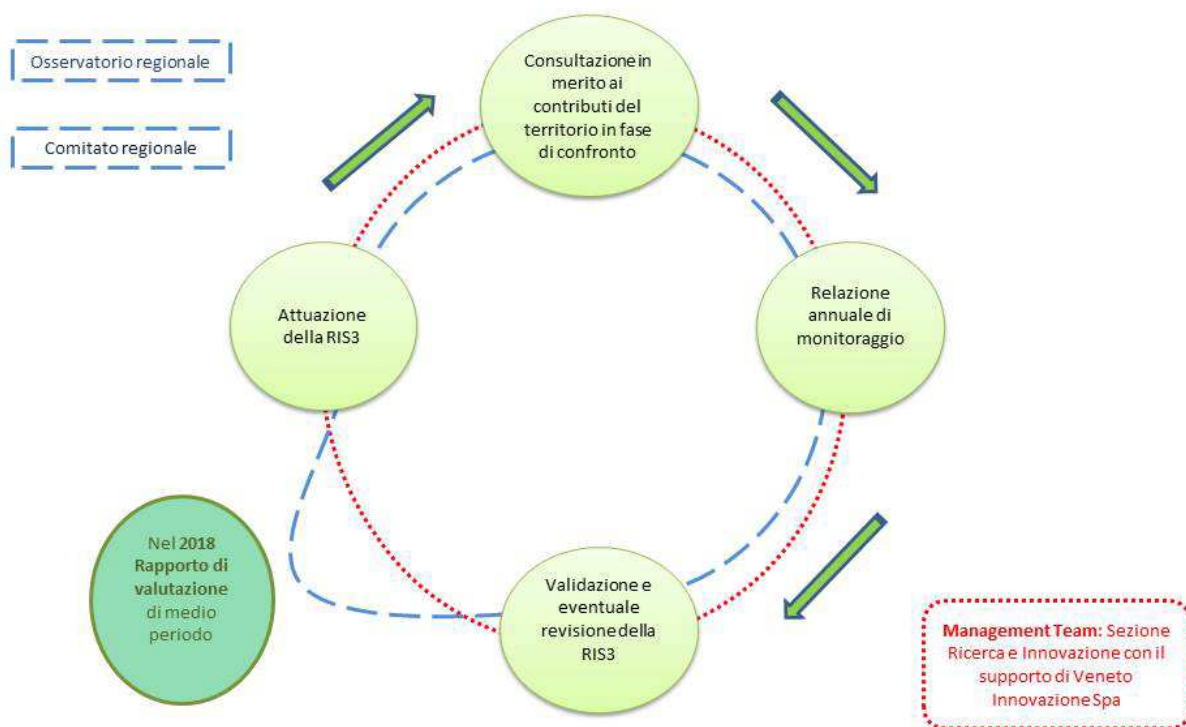 Osservatorio regionale
Comitato regionale
Consultazione in
merito ai
contributi del
territorio in fase
di confronto
Attuazione
della RIS3
Relazione
annuale di
monitoraggio
Nel 2018
Rapporto di
valutazione
di medio
periodo
Validazione e
eventuale
revisione della
RIS3
Management Team: Sezione
Ricerca e Innovazione con il
supporto di Veneto
Innovazione Spa